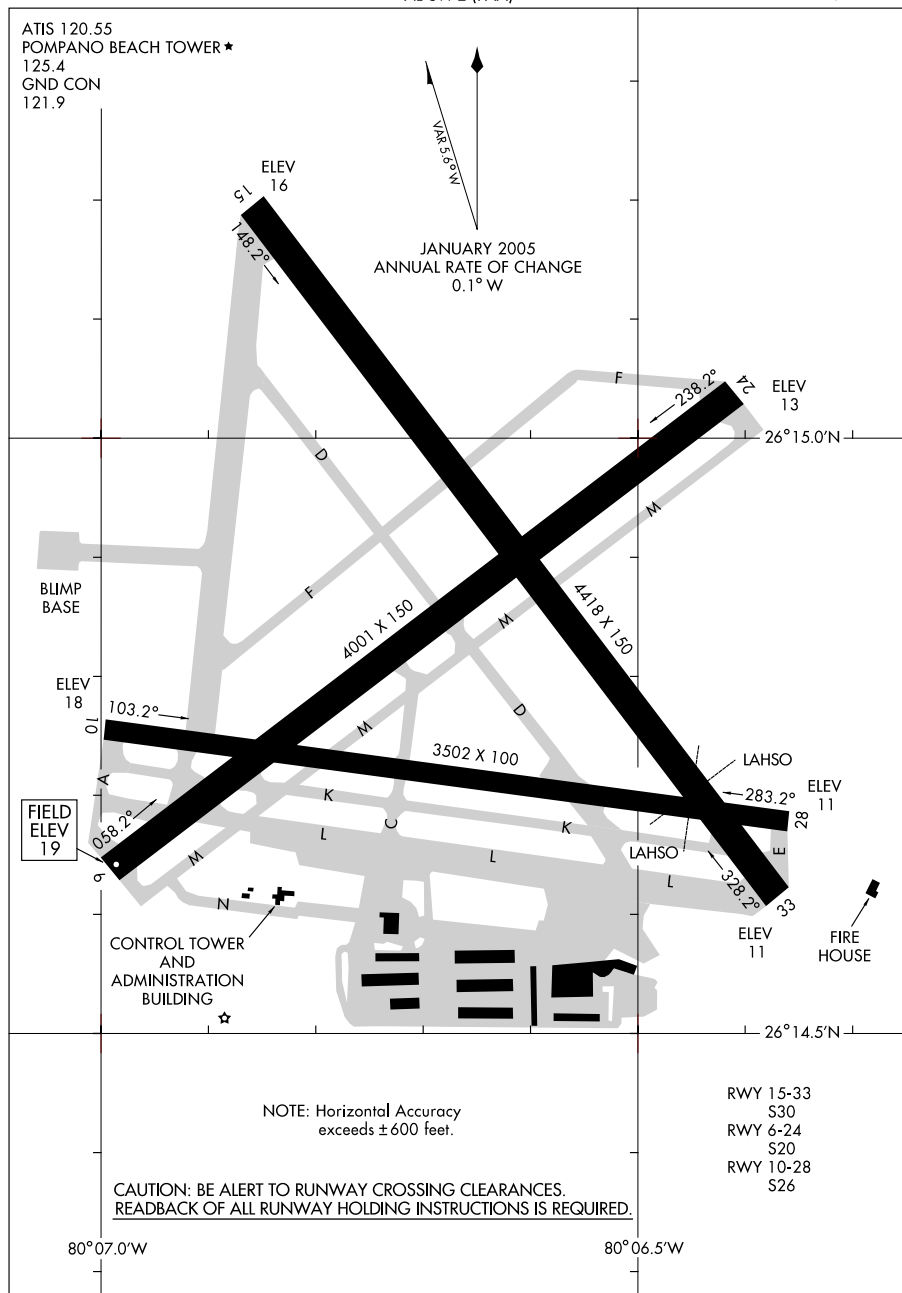 ATIS 120.55
POMPANO BEACH TOWER★
125.4
GND CON
121.9
VAR 5.6° W
JANUARY 2005
ANNUAL RATE OF CHANGE
0.1° W
15
ELEV
16
148.2°
F
238.2°
24
ELEV
13
26°15.0'N
D
M
BLIMP
BASE
F
4001 X 150
M
4418 X 150
ELEV
18
10
103.2°
M
D
3502 X 100
LAHSO
283.2°
ELEV
11
28
A
K
C
K
FIELD
ELEV
19
058.2°
6
M
L
L
LAHSO
E
L
328.2°
33
ELEV
11
N
CONTROL TOWER
AND
ADMINISTRATION
BUILDING
FIRE
HOUSE
26°14.5'N
NOTE: Horizontal Accuracy
exceeds ±600 feet.
RWY 15-33
S30
RWY 6-24
S20
RWY 10-28
S26
CAUTION: BE ALERT TO RUNWAY CROSSING CLEARANCES.
READBACK OF ALL RUNWAY HOLDING INSTRUCTIONS IS REQUIRED.
80°07.0'W
80°06.5'W